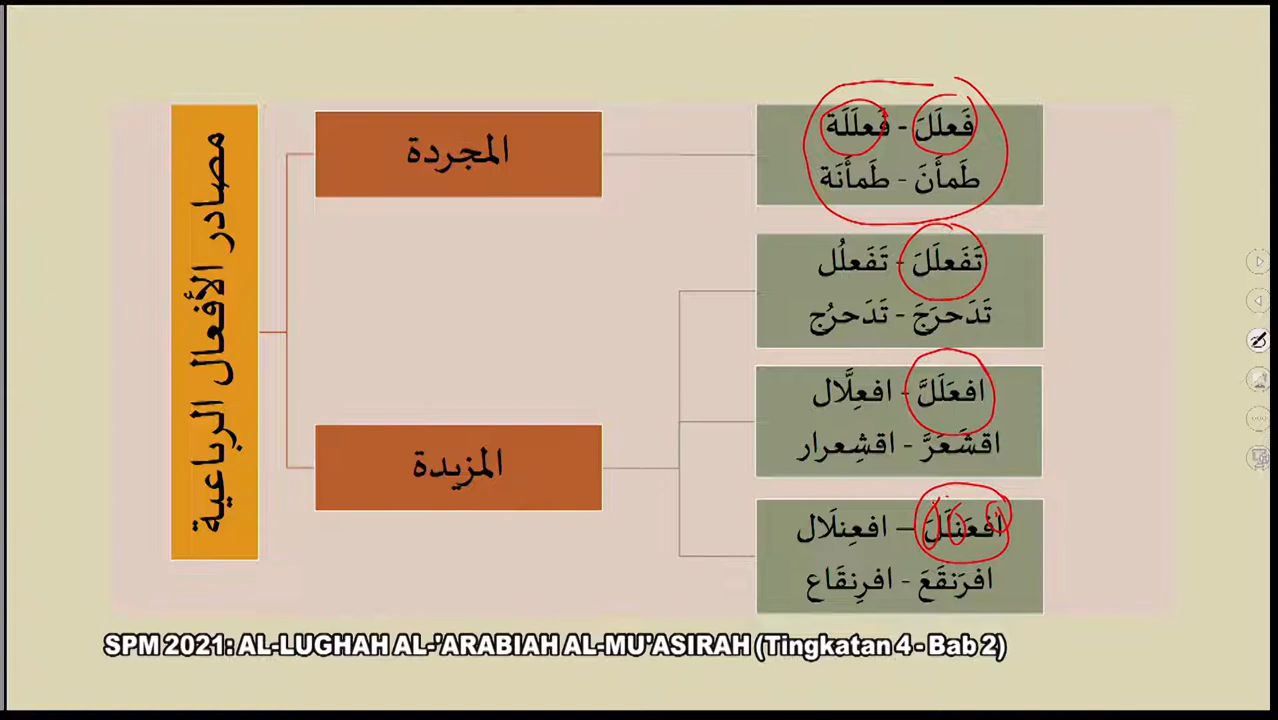 مصادر الأفعال الرباعية
المجردة
فَعلَلَ - فَعلَلَة
طَمأَنَ - طَمأَنَة
المزيدة
تَفَعلَلَ - تَفَعلُل
تَدَحرَجَ - تَدَحرُج
افعَلَلَّ - افعِلَّال
اقشَعَرَّ - اقشِعرار
افعَنلَلَ – افعِنلَال
افرَنقَعَ - افرِنقَاع
SPM 2021: AL-LUGHAH AL-'ARABIAH AL-MU'ASIRAH (Tingkatan 4 - Bab 2)